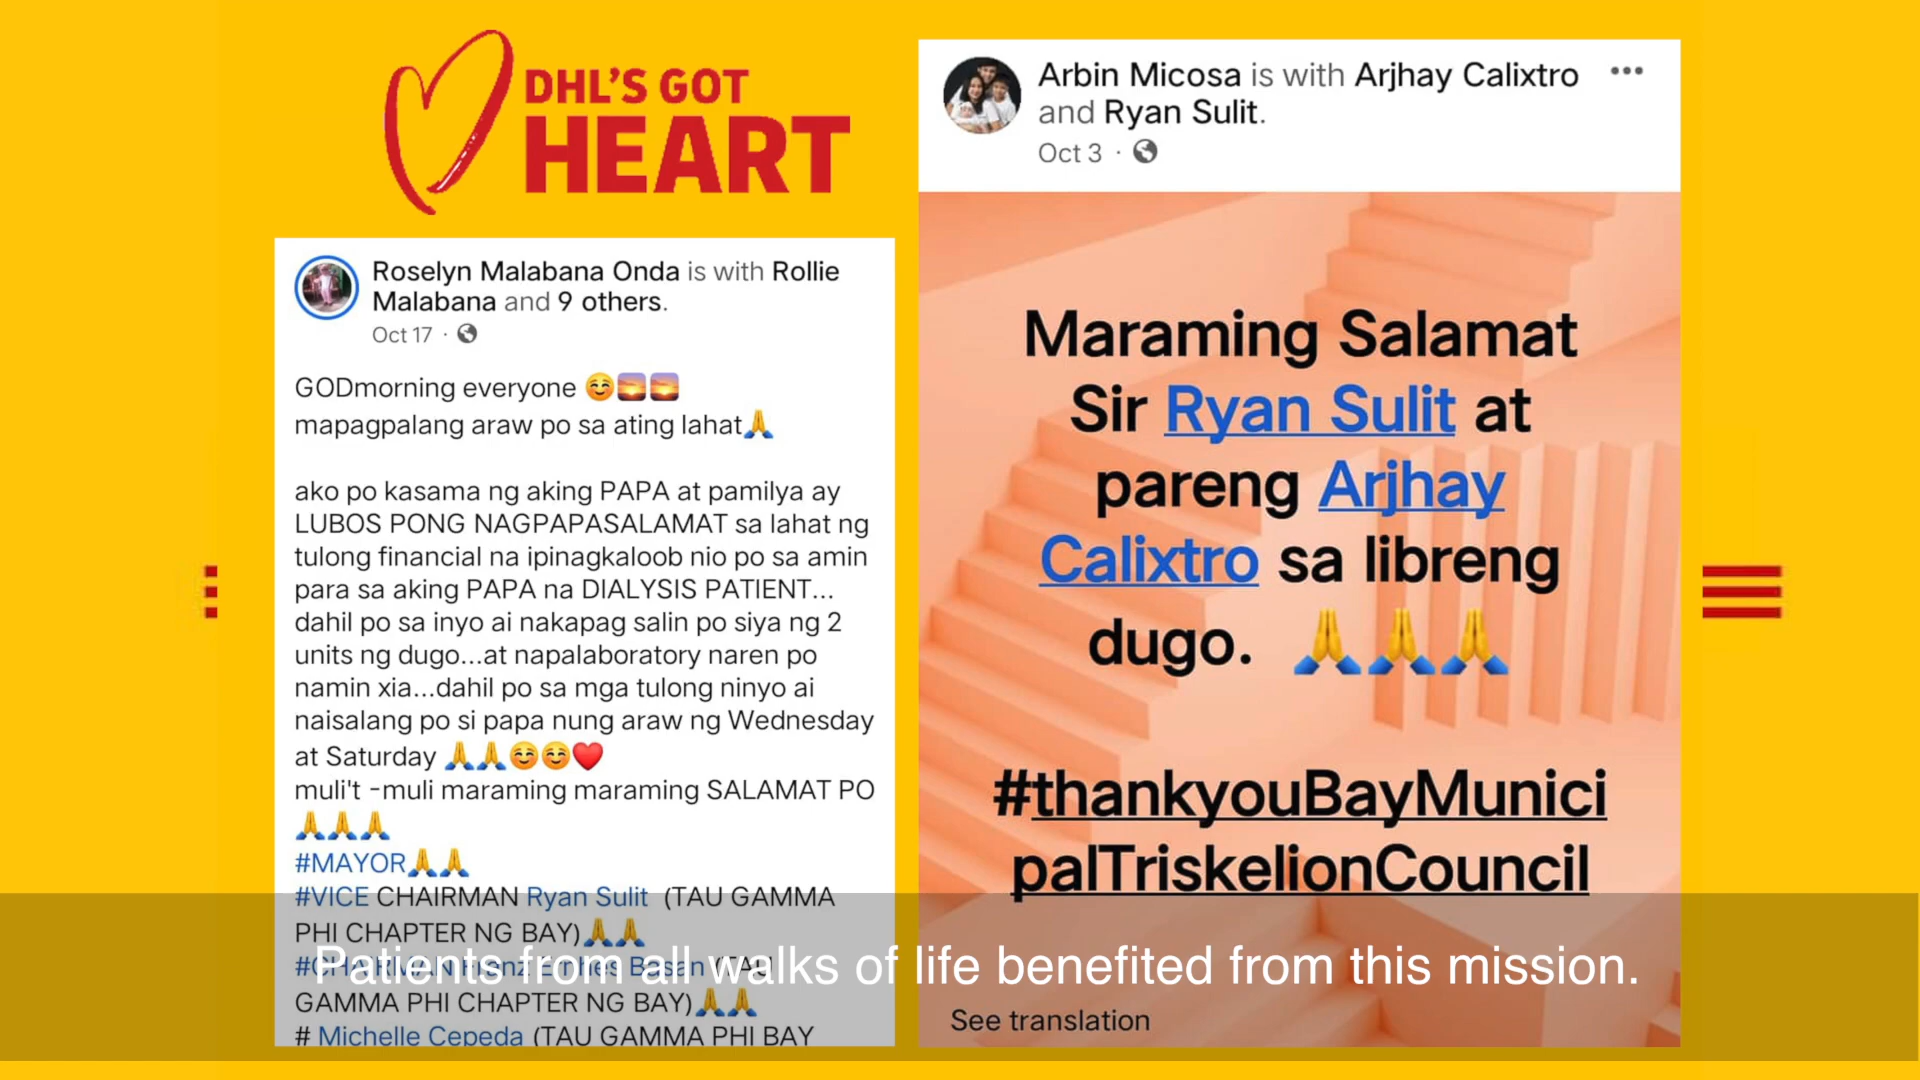 DHL'S GOT
HEART
Roselyn Malabana Onda is with Rollie
Malabana and 9 others.
Oct 17 ·
GODmorning everyone ☺️🌅🌅
mapagpalang araw po sa ating lahat🙏
ako po kasama ng aking PAPA at pamilya ay
LUBOS PONG NAGPAPASALAMAT sa lahat ng
tulong financial na ipinagkaloob nio po sa amin
para sa aking PAPA na DIALYSIS PATIENT...
dahil po sa inyo ai nakapag salin po siya ng 2
units ng dugo...at napalaboratory naren po
namin xia...dahil po sa mga tulong ninyo ai
naisalang po si papa nung araw ng Wednesday
at Saturday 🙏🙏☺️☺️❤️
muli't -muli maraming maraming SALAMAT PO
🙏🙏🙏
#MAYOR🙏🙏
#VICE CHAIRMAN Ryan Sulit (TAU GAMMA
PHI CHAPTER NG BAY)🙏🙏
#CHAIRMAN Franz (TAU
GAMMA PHI CHAPTER NG BAY)🙏🙏
# Michelle Cepeda (TAU GAMMA PHI BAY
Arbin Micosa is with Arjhay Calixtro
and Ryan Sulit.
Oct 3 ·
Maraming Salamat
Sir Ryan Sulit at
pareng Arjhay
Calixtro sa libreng
dugo. 🙏🙏🙏
#thankyouBayMunici
palTriskelionCouncil
See translation
Patients from all walks of life benefited from this mission.